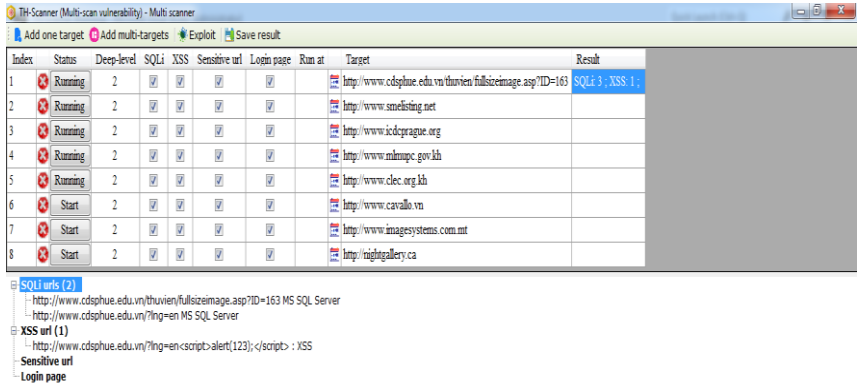 TH-Scanner (Multi-scan vulnerability) - Multi scanner
Add one target Add multi-targets Exploit Save result
Index Status Deep-level SQLi XSS Sensitive url Login page Run at Target Result
1 Running 2 http://www.cdsphue.edu.vn/thuvien/fullsizeimage.asp?ID=163 SQLi: 3 ; XSS: 1 ;
2 Running 2 http://www.smelisting.net
3 Running 2 http://www.icdcprague.org
4 Running 2 http://www.mlmupc.gov.kh
5 Running 2 http://www.clec.org.kh
6 Start 2 http://www.cavallo.vn
7 Start 2 http://www.imagesystems.com.mt
8 Start 2 http://nightgallery.ca
SQLi urls (2)
http://www.cdsphue.edu.vn/thuvien/fullsizeimage.asp?ID=163 MS SQL Server
http://www.cdsphue.edu.vn/?lng=en MS SQL Server
XSS url (1)
http://www.cdsphue.edu.vn/?lng=en<script>alert(123);</script> : XSS
Sensitive url
Login page